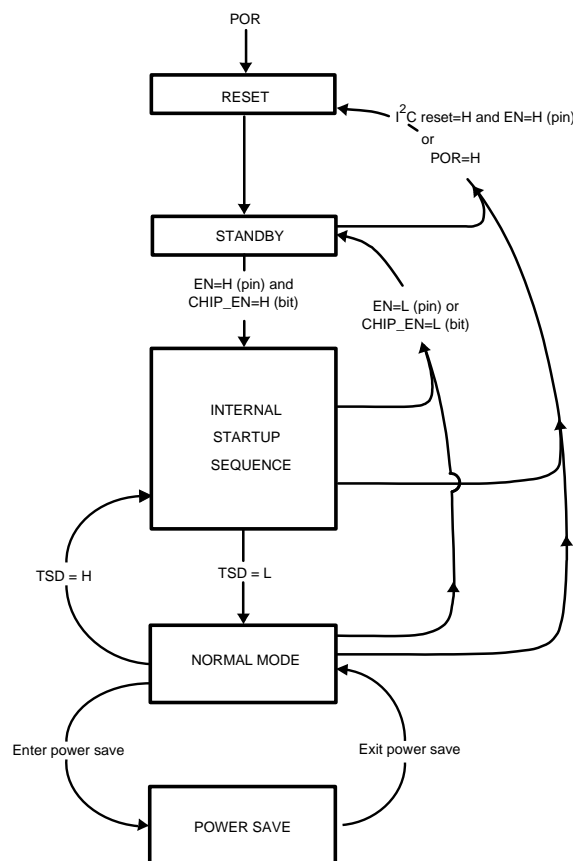 POR
RESET
I2C reset=H and EN=H (pin)
or
POR=H
STANDBY
EN=H (pin) and
CHIP_EN=H (bit)
EN=L (pin) or
CHIP_EN=L (bit)
INTERNAL
STARTUP
SEQUENCE
TSD = H
TSD = L
NORMAL MODE
Enter power save
Exit power save
POWER SAVE